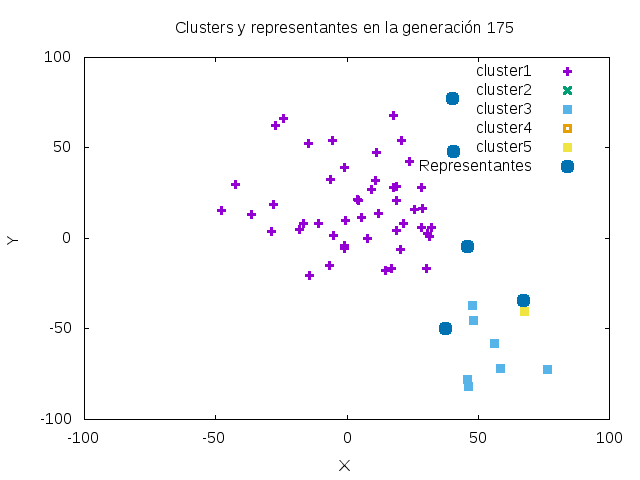 Clusters y representantes en la generación 175
100
50
0
-50
-100
-100
-50
0
50
100
X
Y
cluster1
cluster2
cluster3
cluster4
cluster5
Representantes